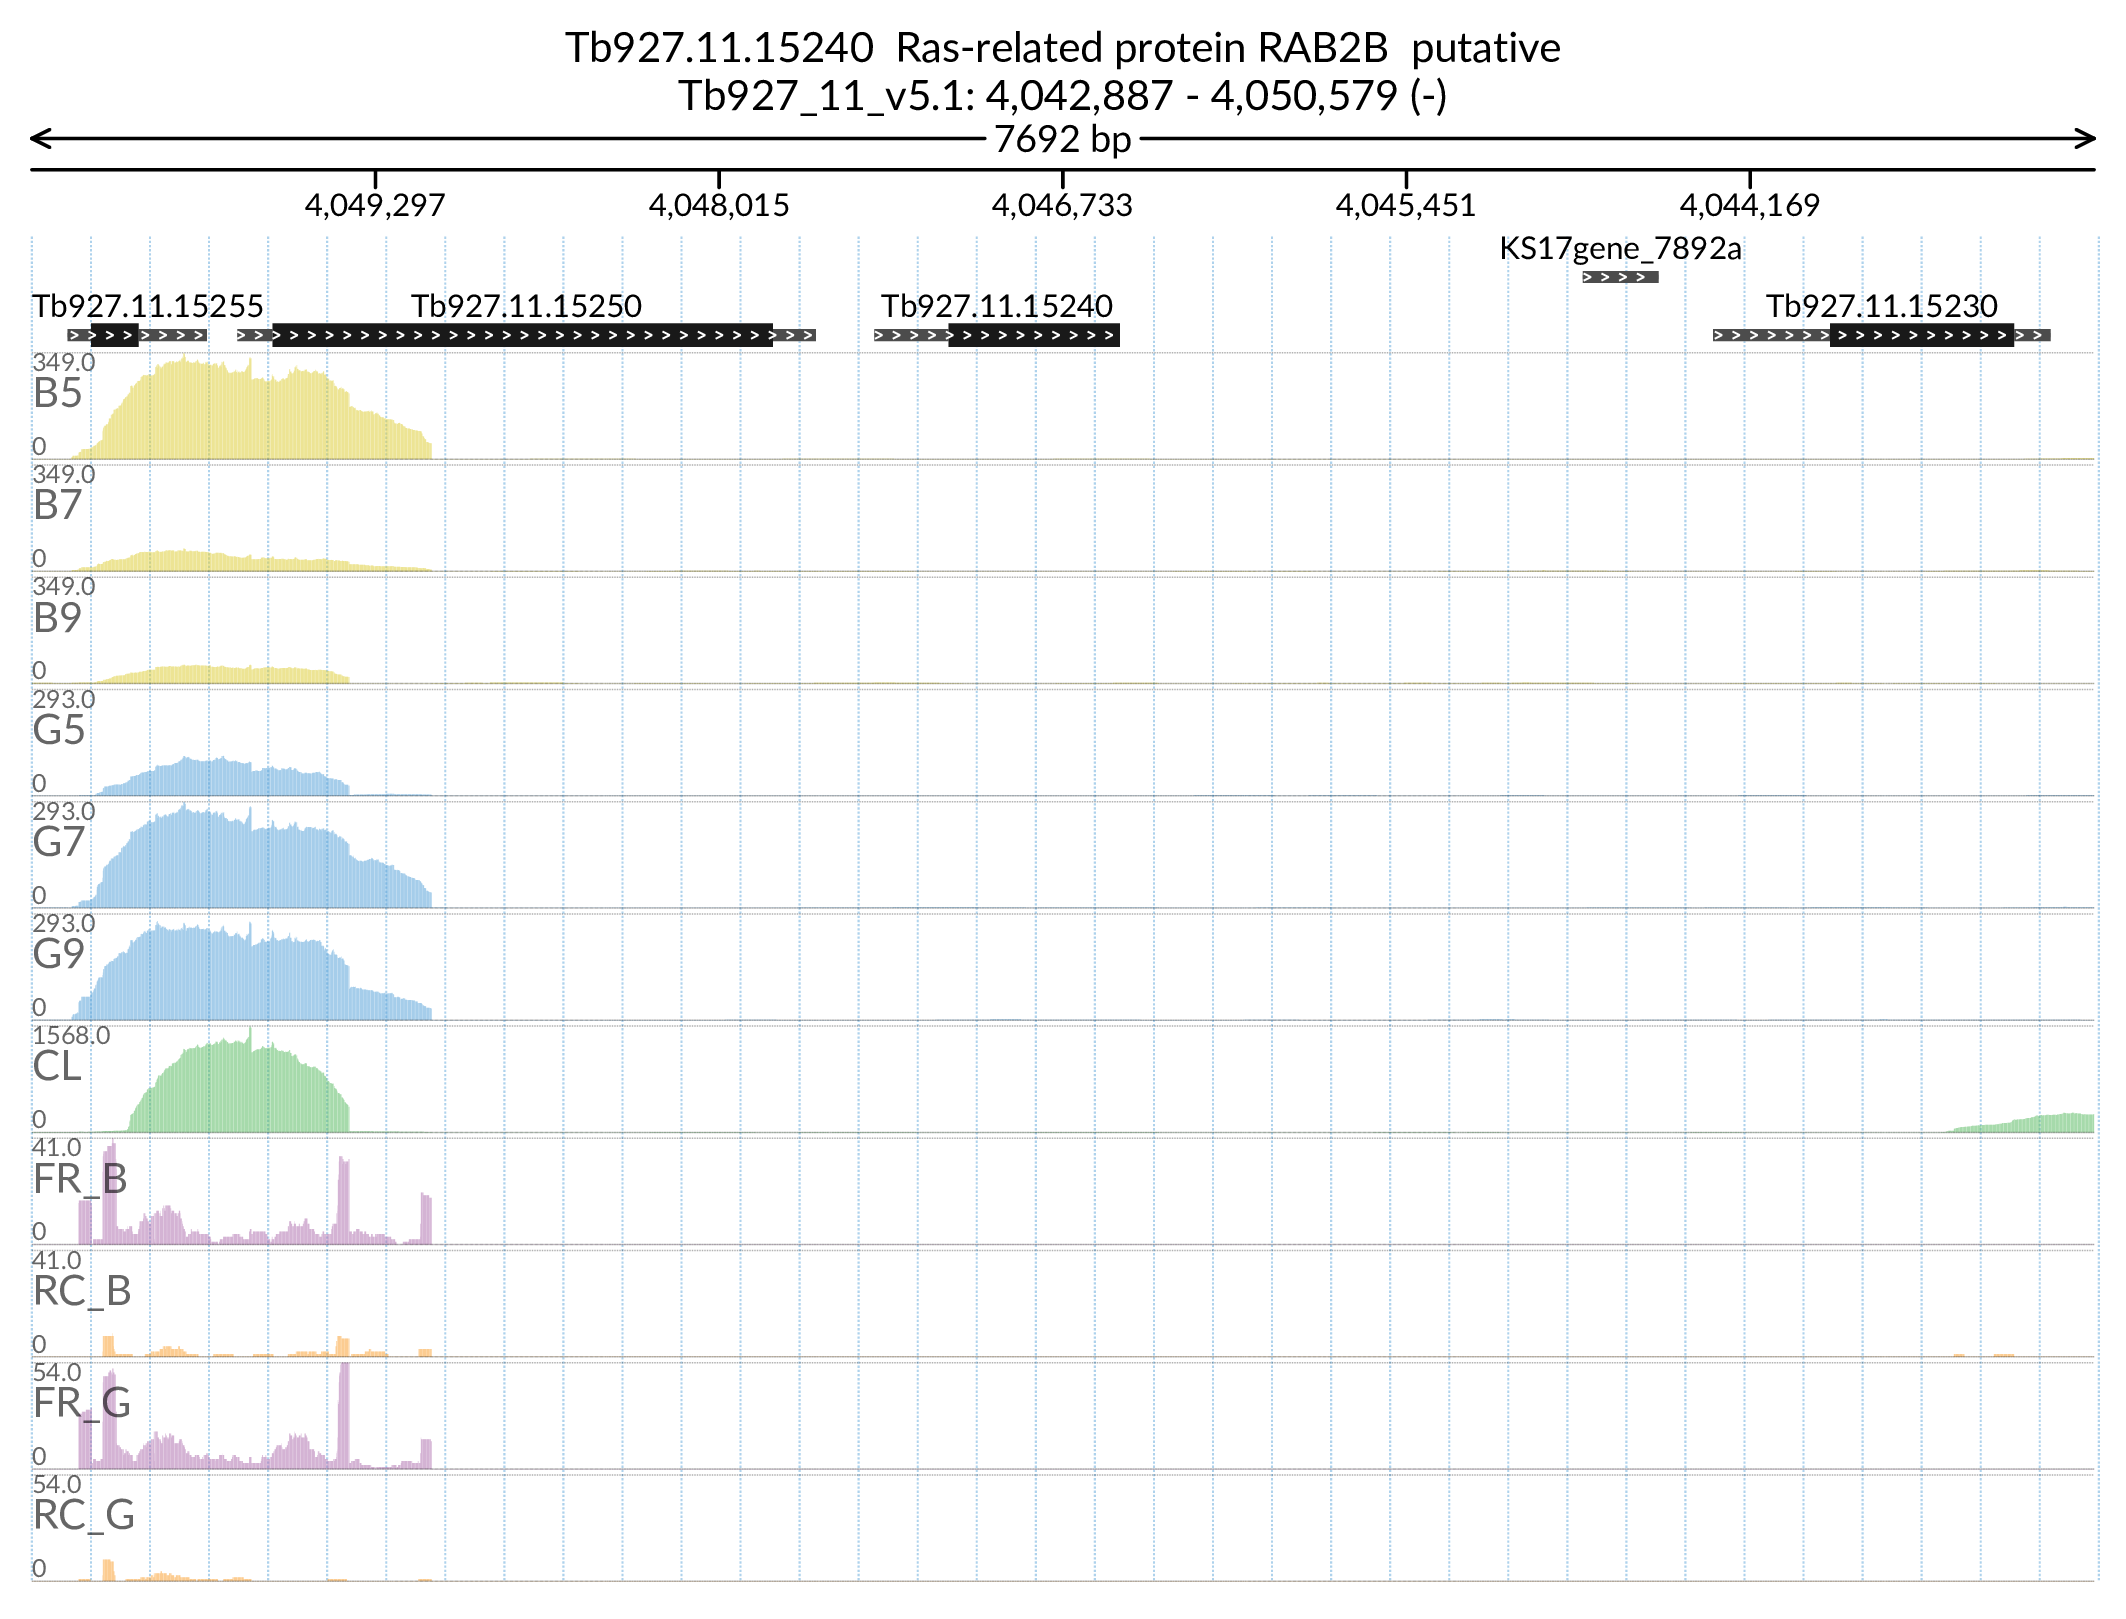 Tb927.11.15240  Ras-related protein RAB2B  putative
Tb927_11_v5.1: 4,042,887 - 4,050,579 (-)
7692 bp
4,049,297 4,048,015 4,046,733 4,045,451 4,044,169
KS17gene_7892a
Tb927.11.15255 Tb927.11.15250 Tb927.11.15240 Tb927.11.15230
349.0
B5
0
349.0
B7
0
349.0
B9
0
293.0
G5
0
293.0
G7
0
293.0
G9
0
1568.0
CL
0
41.0
FR_B
0
41.0
RC_B
0
54.0
FR_G
0
54.0
RC_G
0